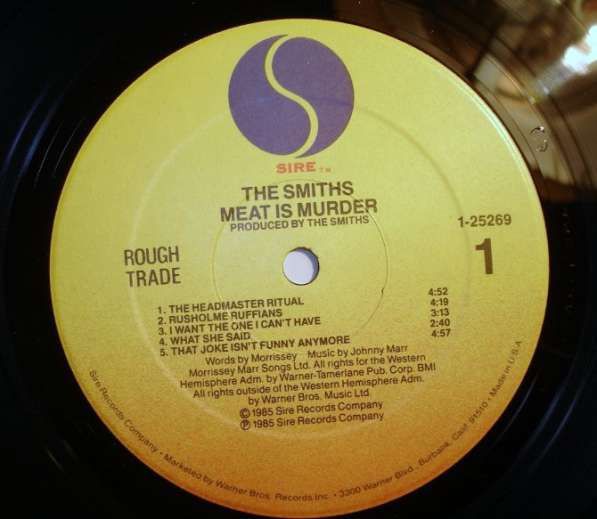 SIRE TM
THE SMITHS
MEAT IS MURDER
PRODUCED BY THE SMITHS
1-25269
ROUGH
TRADE
1
1. THE HEADMASTER RITUAL 4:52
2. RUSHOLME RUFFIANS 4:19
3. I WANT THE ONE I CAN'T HAVE 3:13
4. WHAT SHE SAID 2:40
5. THAT JOKE ISN'T FUNNY ANYMORE 4:57
Words by Morrissey Music by Johnny Marr
Morrissey Marr Songs Ltd. All rights for the Western
Hemisphere Adm. by Warner-Tamerlane Pub. Corp. BMI
All rights outside of the Western Hemisphere Adm.
by Warner Bros. Music Ltd.
© 1985 Sire Records Company
℗ 1985 Sire Records Company
Sire Records Company • Marketed by Warner Bros. Records Inc. • 3300 Warner Blvd., Burbank, Calif. 91510 • Made in U.S.A.